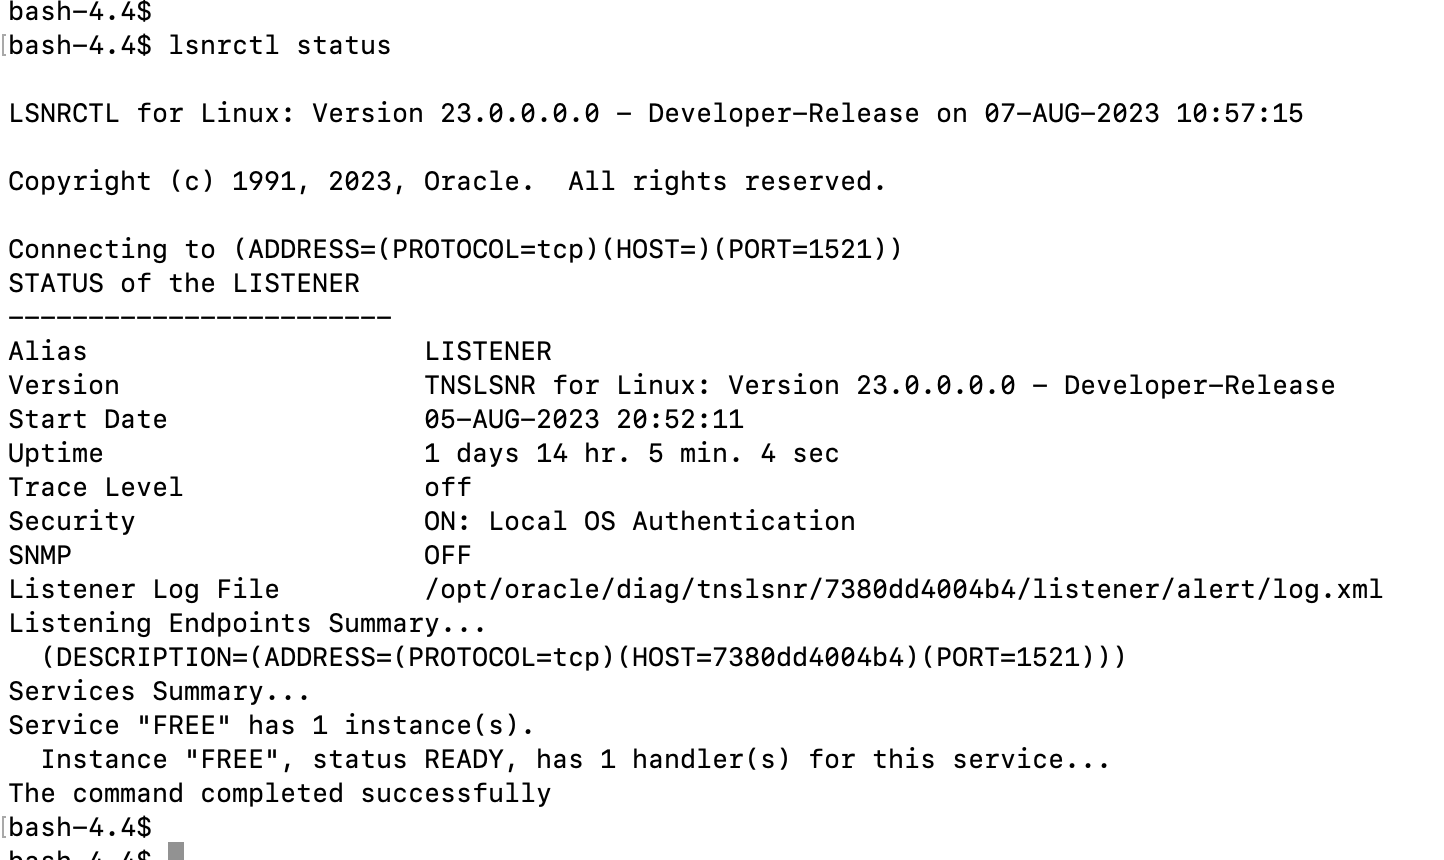 bash-4.4$
[bash-4.4$ lsnrctl status
LSNRCTL for Linux: Version 23.0.0.0.0 - Developer-Release on 07-AUG-2023 10:57:15
Copyright (c) 1991, 2023, Oracle.  All rights reserved.
Connecting to (ADDRESS=(PROTOCOL=tcp)(HOST=)(PORT=1521))
STATUS of the LISTENER
------------------------
Alias                     LISTENER
Version                   TNSLSNR for Linux: Version 23.0.0.0.0 - Developer-Release
Start Date                05-AUG-2023 20:52:11
Uptime                    1 days 14 hr. 5 min. 4 sec
Trace Level               off
Security                  ON: Local OS Authentication
SNMP                      OFF
Listener Log File         /opt/oracle/diag/tnslsnr/7380dd4004b4/listener/alert/log.xml
Listening Endpoints Summary...
  (DESCRIPTION=(ADDRESS=(PROTOCOL=tcp)(HOST=7380dd4004b4)(PORT=1521)))
Services Summary...
Service "FREE" has 1 instance(s).
  Instance "FREE", status READY, has 1 handler(s) for this service...
The command completed successfully
[bash-4.4$
bash-4.4$